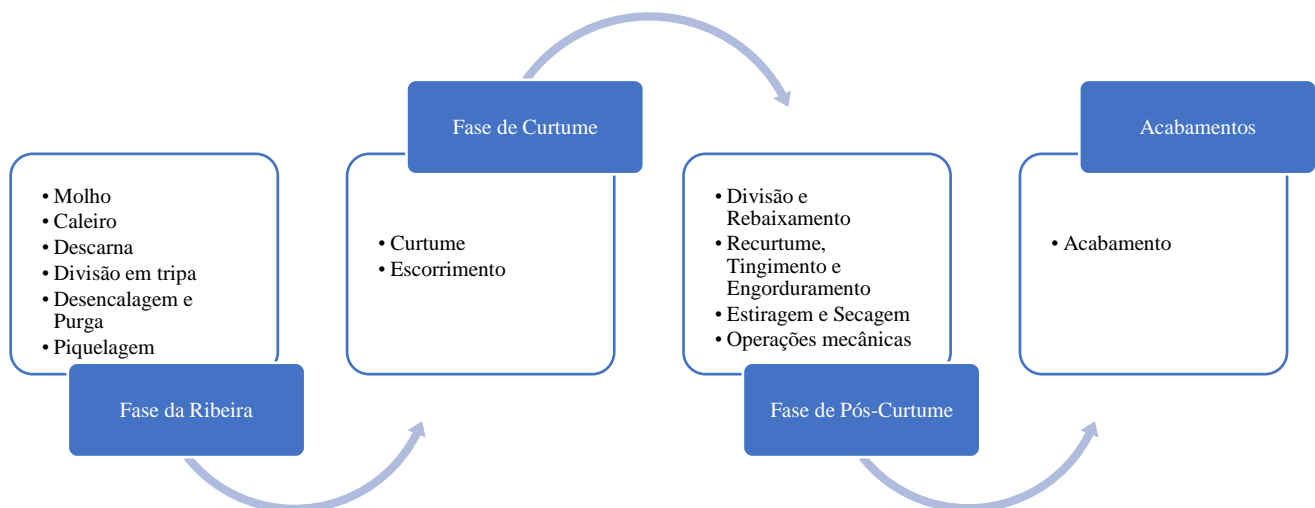 • Molho
• Caleiro
• Descarna
• Divisão em tripa
• Desencalagem e
Purga
• Piquelagem
Fase da Ribeira
Fase de Curtume
• Curtume
• Escorrimento
• Divisão e
Rebaixamento
• Recurtume,
Tingimento e
Engorduramento
• Estiragem e Secagem
• Operações mecânicas
Fase de Pós-Curtume
Acabamentos
• Acabamento